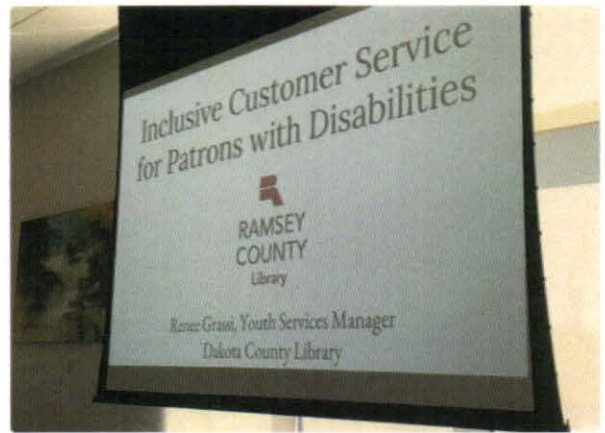 Inclusive Customer Service
for Patrons with Disabilities
RAMSEY
COUNTY
Library
Renee Grassi, Youth Services Manager
Dakota County Library